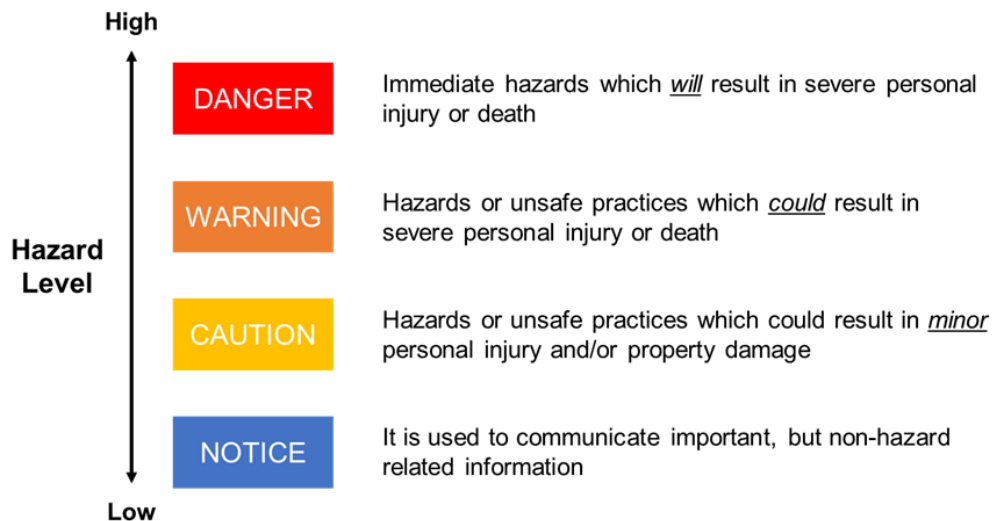 High
DANGER
Immediate hazards which will result in severe personal
injury or death
WARNING
Hazards or unsafe practices which could result in
severe personal injury or death
Hazard
Level
CAUTION
Hazards or unsafe practices which could result in minor
personal injury and/or property damage
NOTICE
It is used to communicate important, but non-hazard
related information
Low